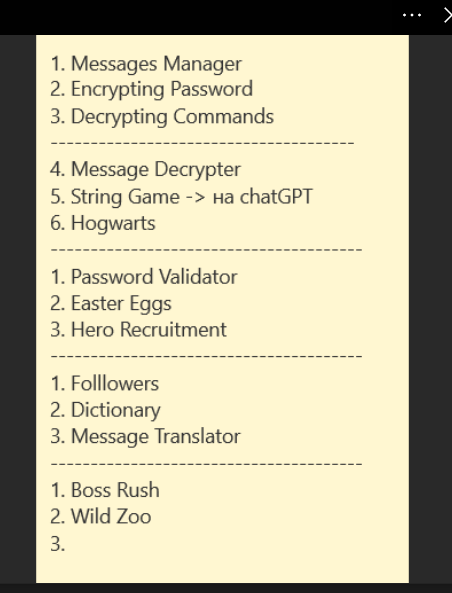 1. Messages Manager
2. Encrypting Password
3. Decrypting Commands
--------------------------------------
4. Message Decrypter
5. String Game -> на chatGPT
6. Hogwarts
---------------------------------------
1. Password Validator
2. Easter Eggs
3. Hero Recruitment
---------------------------------------
1. Folllowers
2. Dictionary
3. Message Translator
---------------------------------------
1. Boss Rush
2. Wild Zoo
3.